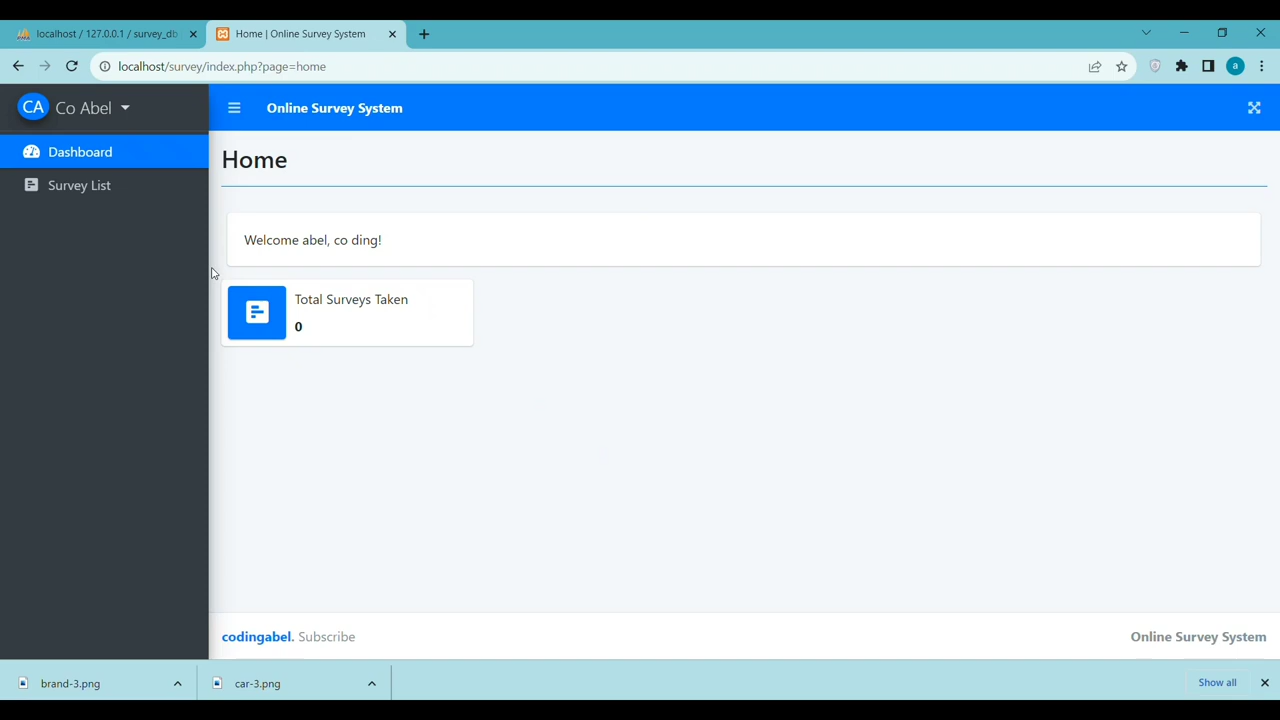 localhost / 127.0.0.1 / survey_db
Home | Online Survey System
localhost/survey/index.php?page=home
a
CA Co Abel
Online Survey System
Dashboard
Survey List
Home
Welcome abel, co ding!
Total Surveys Taken
0
codingabel. Subscribe
Online Survey System
brand-3.png
car-3.png
Show all